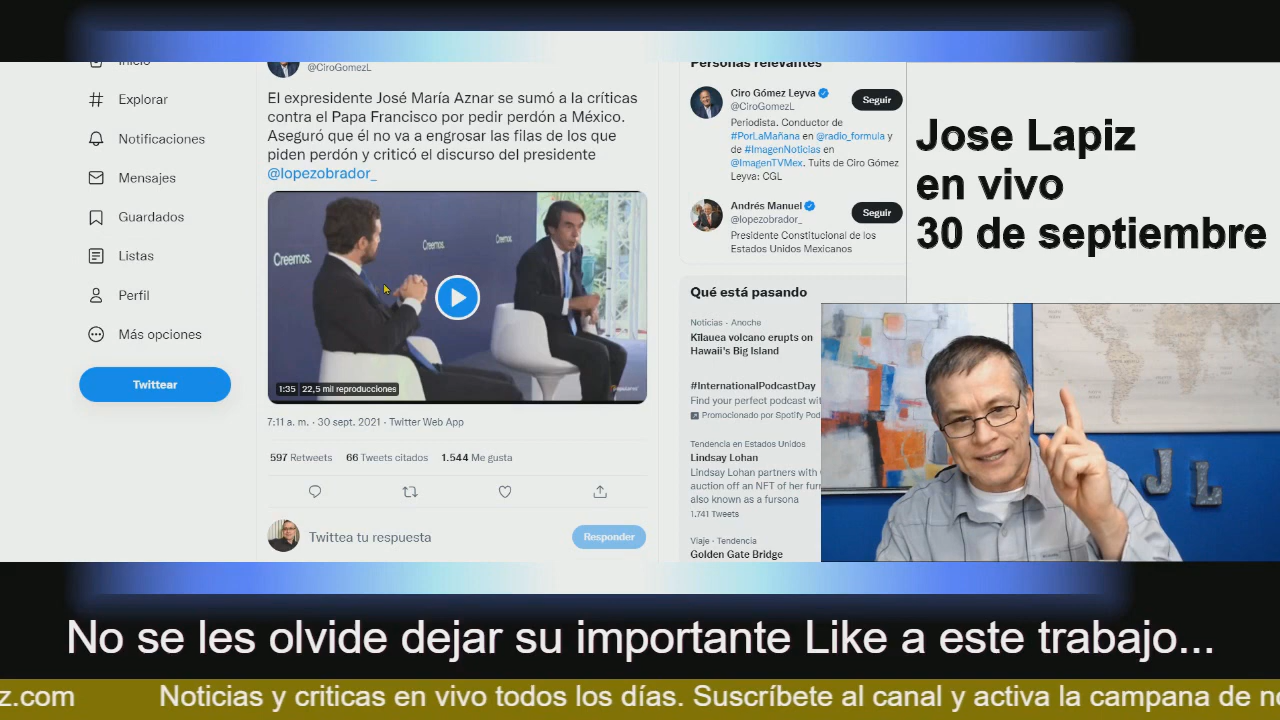 Inicio
Explorar
Notificaciones
Mensajes
Guardados
Listas
Perfil
Más opciones
Twittear
@CiroGomezL
El expresidente José María Aznar se sumó a la críticas
contra el Papa Francisco por pedir perdón a México.
Aseguró que él no va a engrosar las filas de los que
piden perdón y criticó el discurso del presidente
@lopezobrador_
Creemos.
Creemos.
Creemos.
1:35 22,5 mil reproducciones
7:11 a. m. · 30 sept. 2021 · Twitter Web App
597 Retweets 66 Tweets citados 1.544 Me gusta
Twittea tu respuesta
Responder
Personas relevantes
Ciro Gómez Leyva
@CiroGomezL
Seguir
Periodista. Conductor de
#PorLaMañana en @radio_formula y
de #ImagenNoticias en
@ImagenTVMex. Tuits de Ciro Gómez
Leyva: CGL
Andrés Manuel
@lopezobrador_
Seguir
Presidente Constitucional de los
Estados Unidos Mexicanos
Qué está pasando
Noticias · Anoche
Kīlauea volcano erupts on
Hawaii's Big Island
#InternationalPodcastDay
Find your perfect podcast wit
Promocionado por Spotify Pod
Tendencia en Estados Unidos
Lindsay Lohan
Lindsay Lohan partners with
auction off an NFT of her fur
also known as a fursona
1.741 Tweets
Viaje · Tendencia
Golden Gate Bridge
Jose Lapiz
en vivo
30 de septiembre
JL
No se les olvide dejar su importante Like a este trabajo...
z.com Noticias y criticas en vivo todos los días. Suscríbete al canal y activa la campana de no